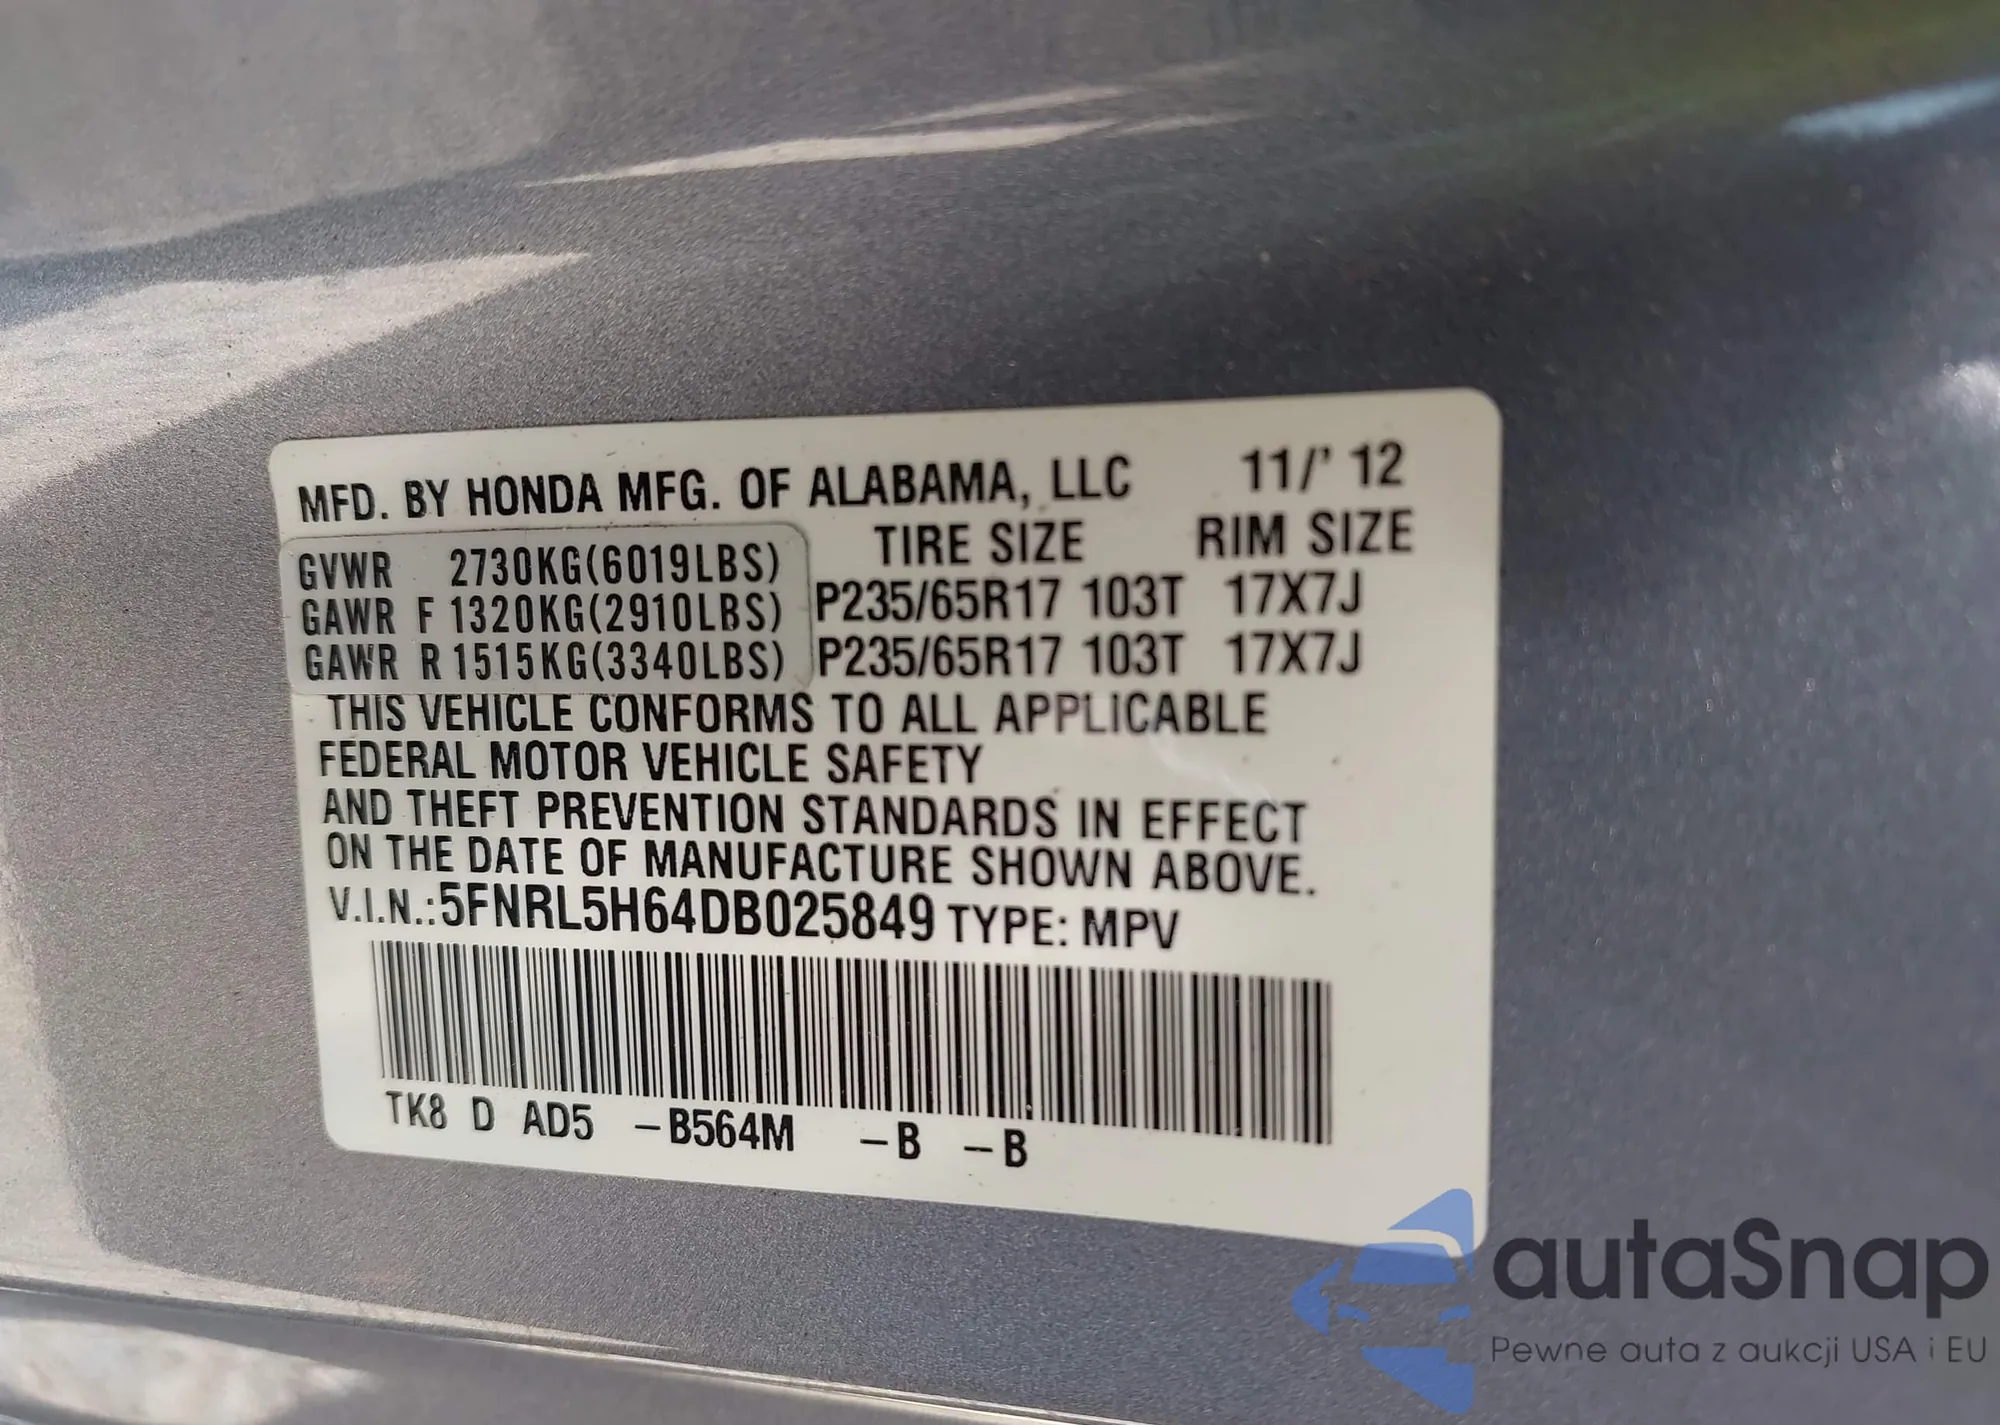 MFD. BY HONDA MFG. OF ALABAMA, LLC 11/' 12
TIRE SIZE RIM SIZE
GVWR 2730KG(6019LBS)
GAWR F 1320KG(2910LBS) P235/65R17 103T 17X7J
GAWR R 1515KG(3340LBS) P235/65R17 103T 17X7J
THIS VEHICLE CONFORMS TO ALL APPLICABLE
FEDERAL MOTOR VEHICLE SAFETY
AND THEFT PREVENTION STANDARDS IN EFFECT
ON THE DATE OF MANUFACTURE SHOWN ABOVE.
V.I.N.:5FNRL5H64DB025849 TYPE: MPV
TK8 D AD5 -B564M -B -B
autaSnap
Pewne auta z aukcji USA i EU